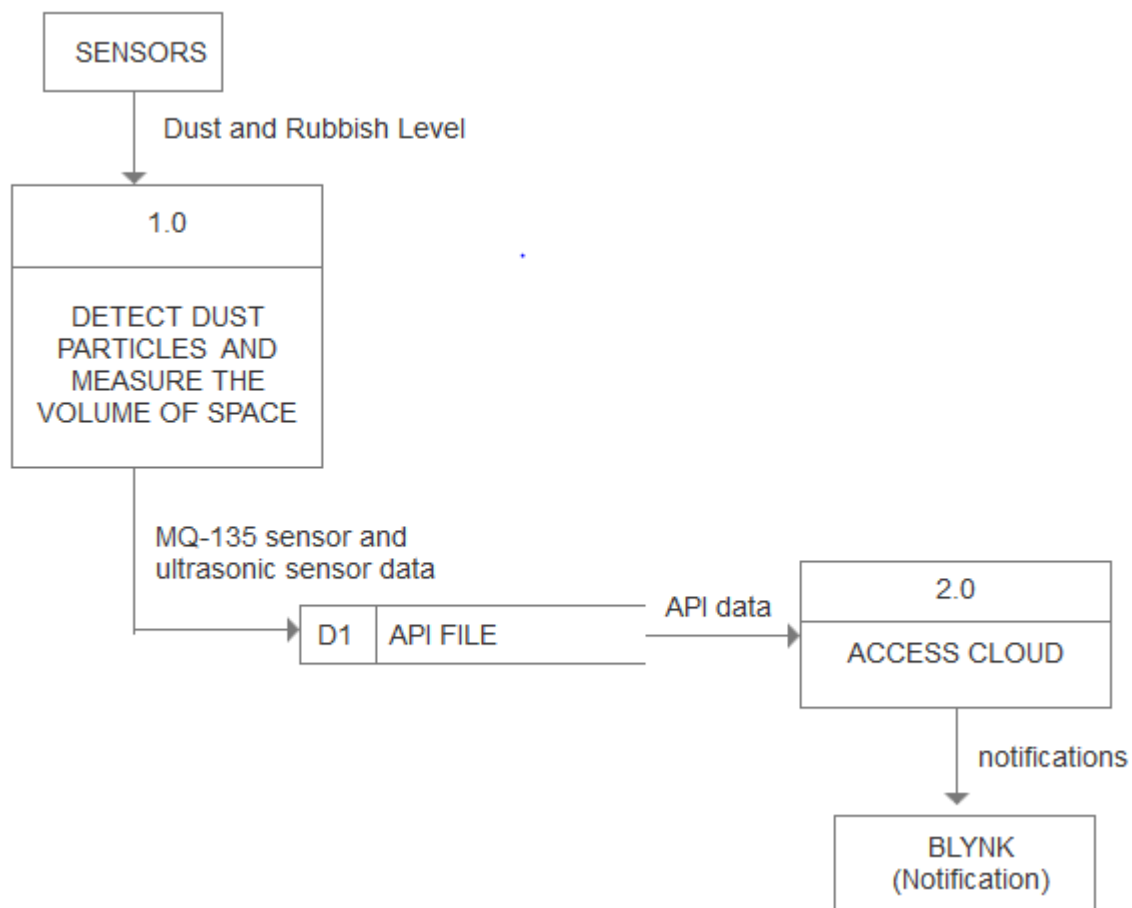 SENSORS
Dust and Rubbish Level
1.0
DETECT DUST
PARTICLES AND
MEASURE THE
VOLUME OF SPACE
MQ-135 sensor and
ultrasonic sensor data
D1 API FILE
API data
2.0
ACCESS CLOUD
notifications
BLYNK
(Notification)